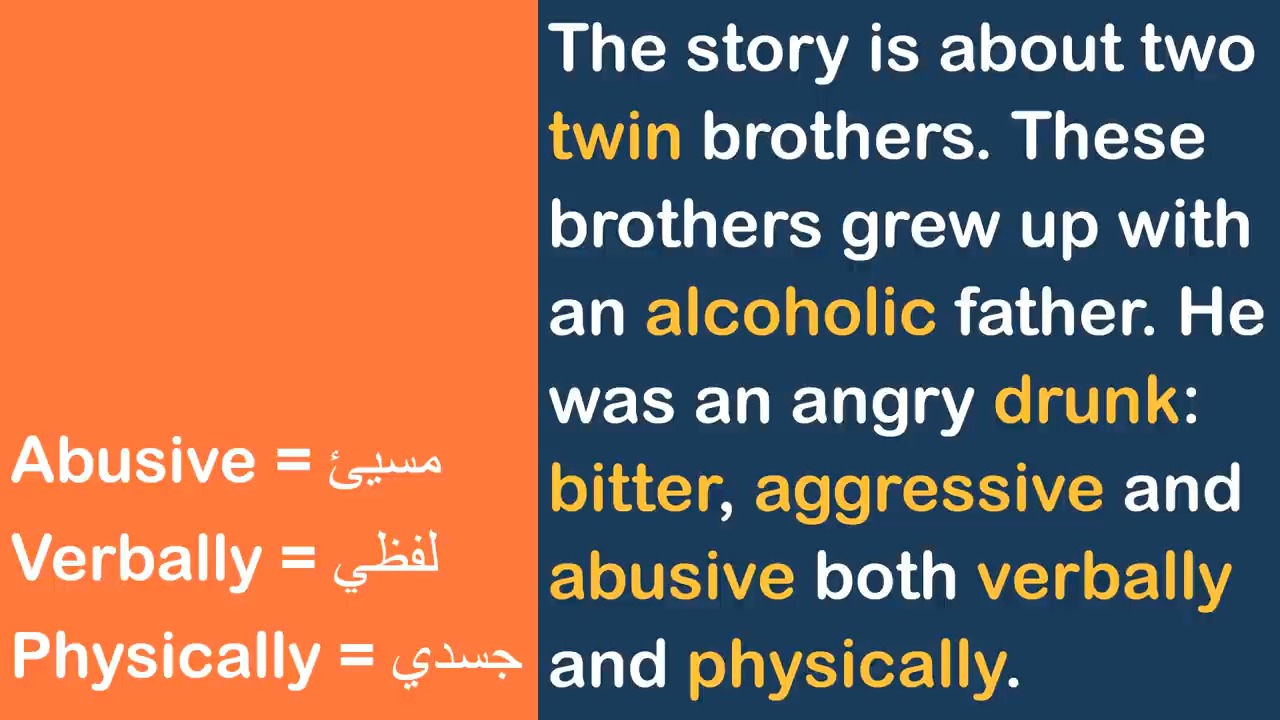 The story is about two
twin brothers. These
brothers grew up with
an alcoholic father. He
was an angry drunk:
bitter, aggressive and
abusive both verbally
and physically.
Abusive = مسيئ
Verbally = لفظي
Physically = جسدي